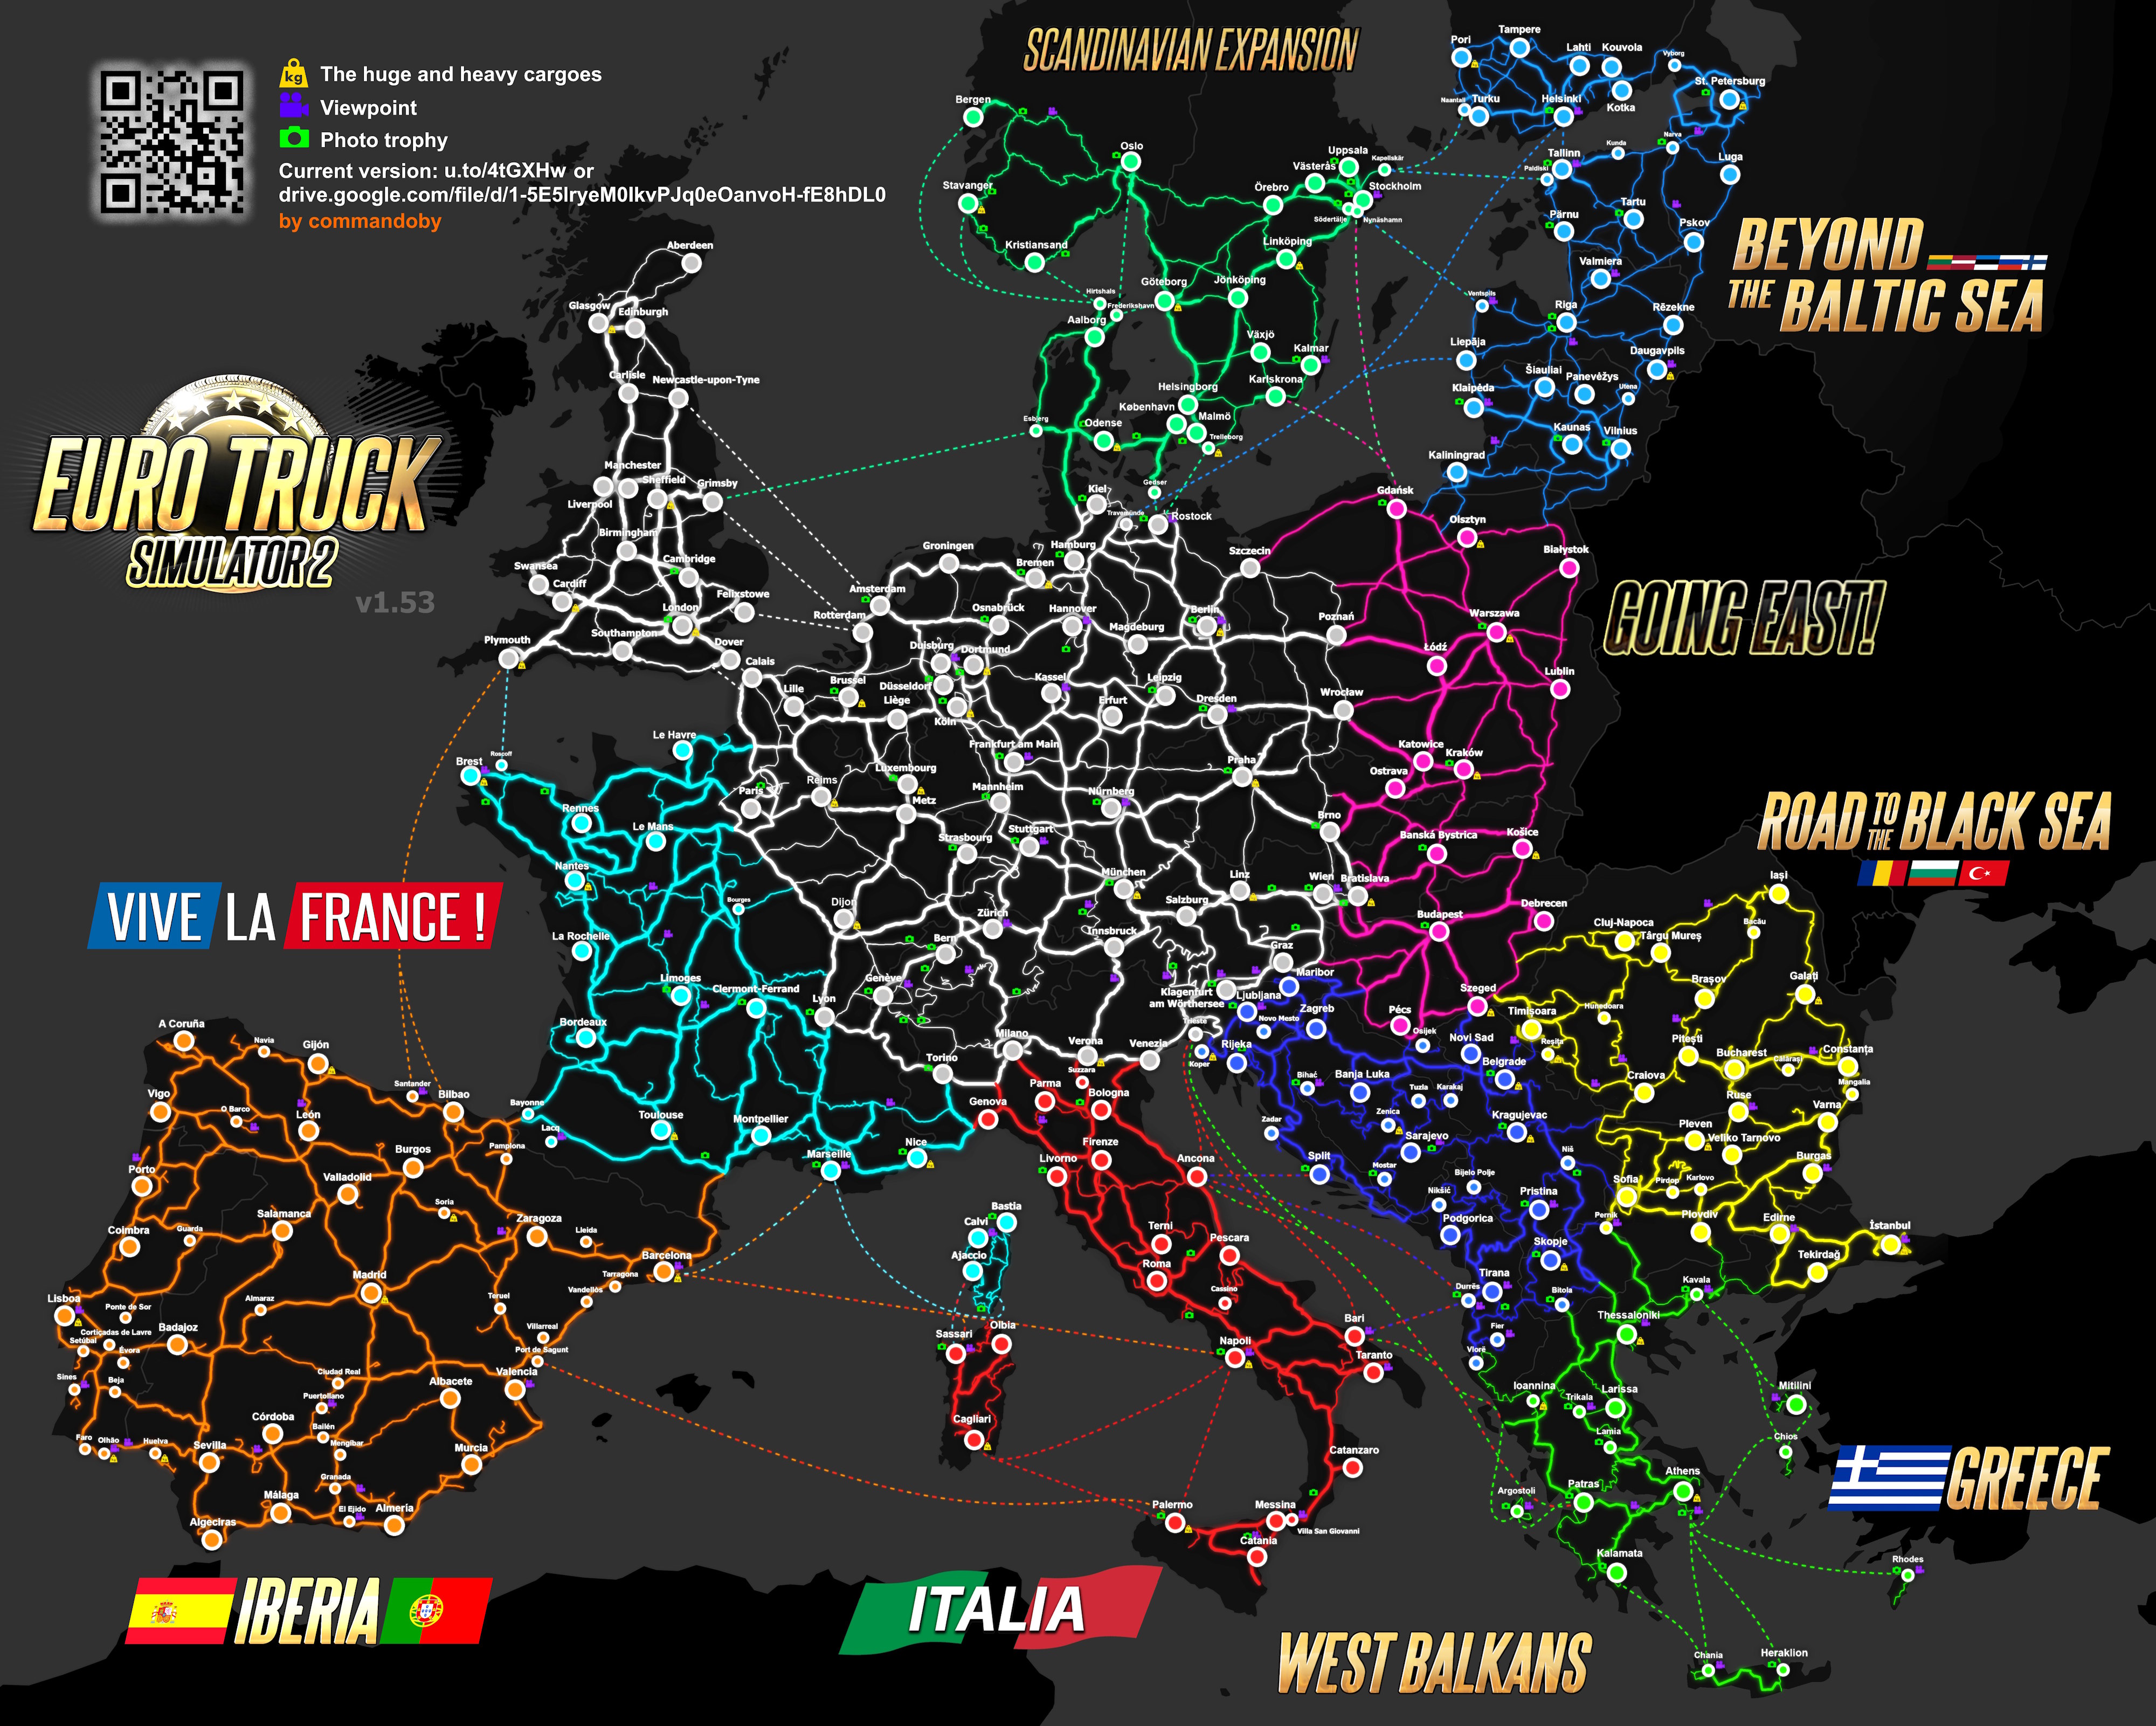 SCANDINAVIAN EXPANSION
kg
The huge and heavy cargoes
Viewpoint
Photo trophy
Current version: u.to/4tGXHw or
drive.google.com/file/d/1-5E5lryeM0lkvPJq0eOanvoH-fE8hDL0
by commandoby
EURO TRUCK
SIMULATOR 2
v1.53
BEYOND
THE BALTIC SEA
GOING EAST!
ROAD TO THE BLACK SEA
VIVE LA FRANCE !
GREECE
IBERIA
ITALIA
WEST BALKANS
Pori
Tampere
Lahti
Kouvola
Vyborg
St. Petersburg
Naantali
Turku
Helsinki
Kotka
Tallinn
Kunda
Narva
Luga
Paldiski
Pärnu
Tartu
Pskov
Valmiera
Ventspils
Riga
Rēzekne
Liepāja
Daugavpils
Šiauliai
Panevėžys
Utena
Klaipėda
Kaunas
Vilnius
Kaliningrad
Bergen
Oslo
Uppsala
Västerås
Kapellskär
Stockholm
Örebro
Södertälje
Nynäshamn
Stavanger
Kristiansand
Linköping
Hirtshals
Frederikshavn
Göteborg
Jönköping
Aalborg
Växjö
Kalmar
Karlskrona
Helsingborg
København
Malmö
Trelleborg
Esbjerg
Odense
Gedser
Aberdeen
Glasgow
Edinburgh
Carlisle
Newcastle-upon-Tyne
Manchester
Sheffield
Grimsby
Liverpool
Birmingham
Cambridge
Swansea
Cardiff
Felixstowe
London
Southampton
Dover
Plymouth
Calais
Kiel
Travemünde
Rostock
Hamburg
Groningen
Bremen
Szczecin
Amsterdam
Rotterdam
Osnabrück
Hannover
Magdeburg
Berlin
Poznań
Duisburg
Dortmund
Düsseldorf
Brussel
Lille
Liège
Köln
Kassel
Erfurt
Leipzig
Dresden
Wrocław
Frankfurt am Main
Luxembourg
Reims
Metz
Paris
Mannheim
Nürnberg
Praha
Brno
Strasbourg
Stuttgart
München
Linz
Wien
Bratislava
Salzburg
Dijon
Zürich
Bern
Innsbruck
Graz
Genève
Lyon
Klagenfurt
am Wörthersee
Milano
Verona
Venezia
Torino
Gdańsk
Olsztyn
Białystok
Warszawa
Łódź
Lublin
Katowice
Kraków
Ostrava
Banská Bystrica
Košice
Budapest
Debrecen
Szeged
Pécs
Le Havre
Roscoff
Brest
Rennes
Le Mans
Nantes
Bourges
La Rochelle
Limoges
Clermont-Ferrand
Bordeaux
Bayonne
Lacq
Toulouse
Montpellier
Marseille
Nice
Bastia
Calvi
Ajaccio
A Coruña
Navia
Gijón
Santander
Bilbao
Vigo
O Barco
León
Pamplona
Burgos
Porto
Valladolid
Soria
Zaragoza
Lleida
Salamanca
Coimbra
Guarda
Barcelona
Tarragona
Vandellòs
Madrid
Teruel
Lisboa
Ponte de Sor
Almaraz
Villarreal
Cortiçadas de Lavre
Setúbal
Badajoz
Évora
Port de Sagunt
Valencia
Sines
Beja
Ciudad Real
Puertollano
Albacete
Córdoba
Bailén
Mengíbar
Faro
Olhão
Huelva
Sevilla
Murcia
Granada
Málaga
El Ejido
Almería
Algeciras
Suzzara
Parma
Bologna
Genova
Firenze
Livorno
Ancona
Terni
Pescara
Roma
Cassino
Olbia
Sassari
Napoli
Bari
Taranto
Cagliari
Catanzaro
Palermo
Messina
Villa San Giovanni
Catania
Trieste
Koper
Maribor
Ljubljana
Novo Mesto
Zagreb
Rijeka
Osijek
Novi Sad
Belgrade
Bihać
Banja Luka
Tuzla
Karakaj
Zadar
Zenica
Sarajevo
Kragujevac
Split
Mostar
Bijelo Polje
Niš
Nikšić
Pristina
Podgorica
Skopje
Tirana
Durrës
Bitola
Fier
Vlorë
Iași
Cluj-Napoca
Târgu Mureș
Bacău
Brașov
Galați
Hunedoara
Timișoara
Reșița
Pitești
Bucharest
Călărași
Constanța
Mangalia
Craiova
Ruse
Varna
Pleven
Veliko Tarnovo
Burgas
Sofia
Pirdop
Karlovo
Pernik
Plovdiv
Edirne
İstanbul
Tekirdağ
Kavala
Thessaloniki
Ioannina
Trikala
Larissa
Mitilini
Lamia
Chios
Athens
Patras
Argostoli
Kalamata
Rhodes
Chania
Heraklion